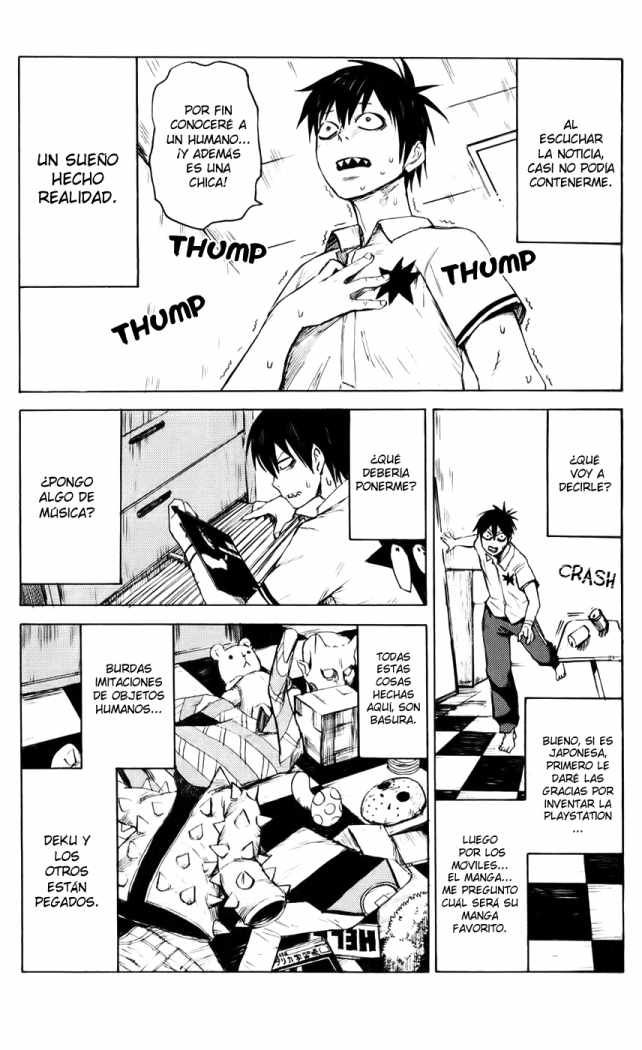 AL
ESCUCHAR
LA NOTICIA,
CASI NO PODÍA
CONTENERME.
POR FIN
CONOCERÉ A
UN HUMANO...
¡Y ADEMÁS
ES UNA
CHICA!
UN SUEÑO
HECHO
REALIDAD.
THUMP
THUMP
THUMP
¿QUÉ
VOY A
DECIRLE?
CRASH
BUENO, SI ES
JAPONESA,
PRIMERO LE
DARÉ LAS
GRACIAS POR
INVENTAR LA
PLAYSTATION
...
LUEGO
POR LOS
MÓVILES...
EL MANGA...
ME PREGUNTO
CUÁL SERÁ SU
MANGA
FAVORITO.
¿QUÉ
DEBERÍA
PONERME?
¿PONGO
ALGO DE
MÚSICA?
TODAS
ESTAS
COSAS
HECHAS
AQUÍ, SON
BASURA.
BURDAS
IMITACIONES
DE OBJETOS
HUMANOS...
DEKU Y
LOS
OTROS
ESTÁN
PEGADOS.
HELL